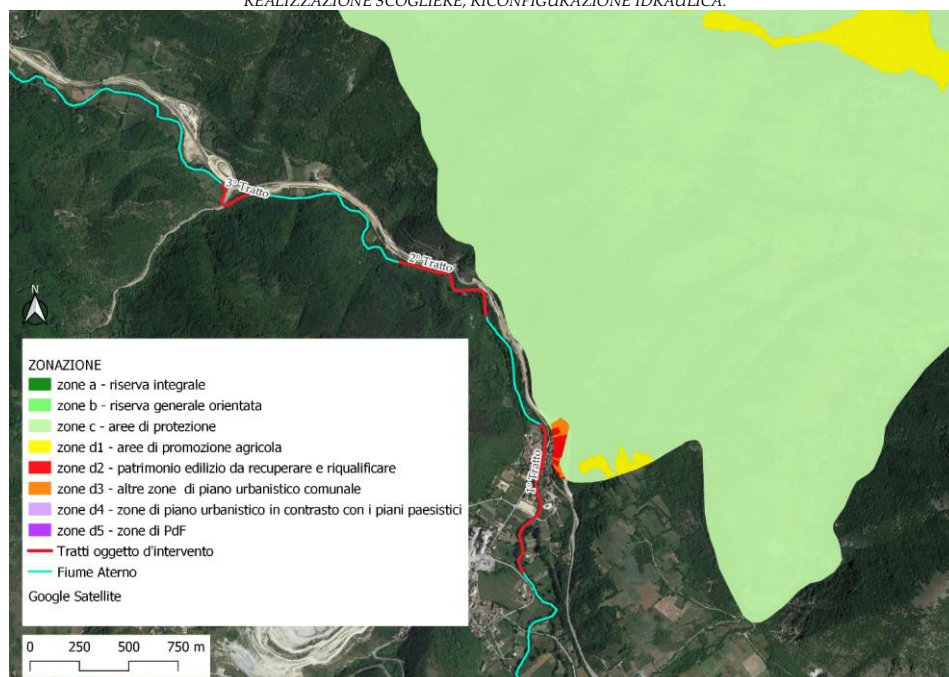 REALIZZAZIONE SCOGLIERE, RICONFIGURAZIONE IDRAULICA.
3° Tratto
2° Tratto
1° Tratto
N
ZONAZIONE
zone a - riserva integrale
zone b - riserva generale orientata
zone c - aree di protezione
zone d1 - aree di promozione agricola
zone d2 - patrimonio edilizio da recuperare e riqualificare
zone d3 - altre zone di piano urbanistico comunale
zone d4 - zone di piano urbanistico in contrasto con i piani paesistici
zone d5 - zone di PdF
Tratti oggetto d'intervento
Fiume Aterno
Google Satellite
0 250 500 750 m